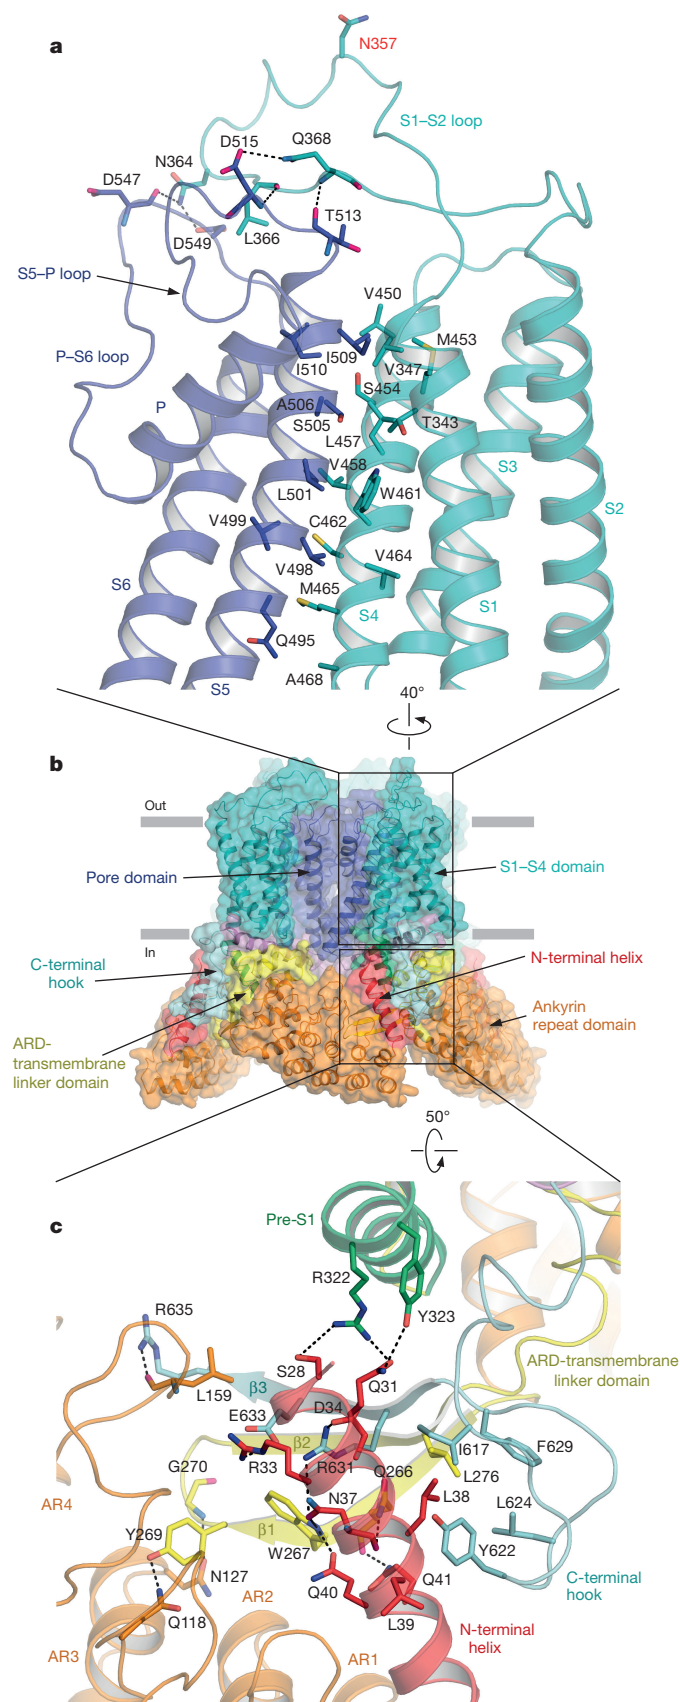 a
N357
S1–S2 loop
D515
Q368
N364
D547
T513
D549
L366
S5–P loop
V450
M453
I509
P–S6 loop
I510
V347
S454
P
A506
S505
T343
L457
S3
V458
L501
W461
S2
V499
C462
V498
V464
S6
M465
S4
S1
Q495
A468
S5
40°
b
Out
Pore domain
S1–S4 domain
In
C-terminal
hook
N-terminal helix
Ankyrin
repeat domain
ARD-
transmembrane
linker domain
50°
c
Pre-S1
R322
R635
Y323
S28
ARD-transmembrane
linker domain
L159
β3
Q31
E633
D34
β2
I617
F629
R33
R631
G270
Q266
L276
AR4
N37
L38
L624
β1
Y269
W267
Y622
N127
C-terminal
hook
Q41
AR2
Q40
Q118
L39
AR3
N-terminal
helix
AR1